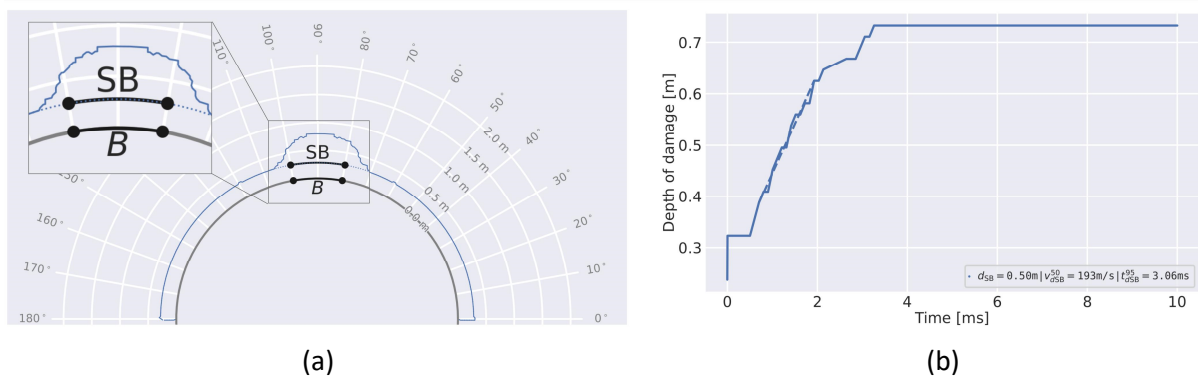 SB
B
110°
100°
90°
80°
70°
60°
50°
40°
30°
20°
10°
0°
160°
170°
180°
2.0 m
1.5 m
1.0 m
0.5 m
0.0 m
SB
B
(a)
Depth of damage [m]
0.7
0.6
0.5
0.4
0.3
0 2 4 6 8 10
Time [ms]
d_SB = 0.50m|v^50_dSB = 193m/s|t^95_dSB = 3.06ms
(b)